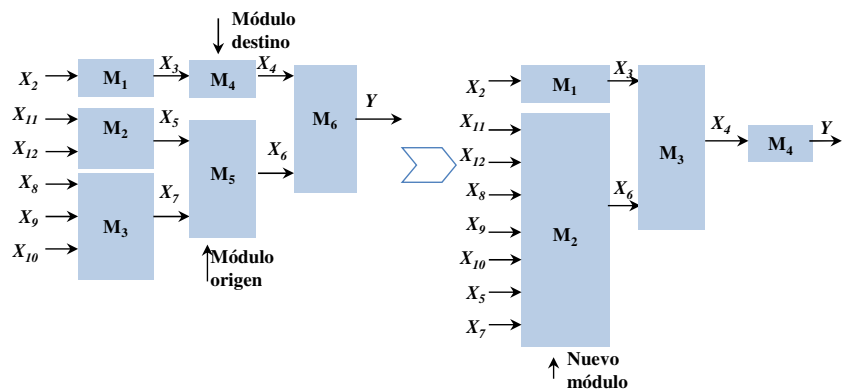 Módulo
destino
X₂ M₁ X₃ M₄ X₄
X₁₁ M₂ X₅
X₁₂
M₆ Y
X₈
X₉ M₃ X₇
X₁₀
M₅ X₆
Módulo
origen
X₂ M₁ X₃
X₁₁
X₁₂
X₈
X₉
X₁₀
X₅
X₇
M₂ X₆
M₃ X₄ M₄ Y
Nuevo
módulo